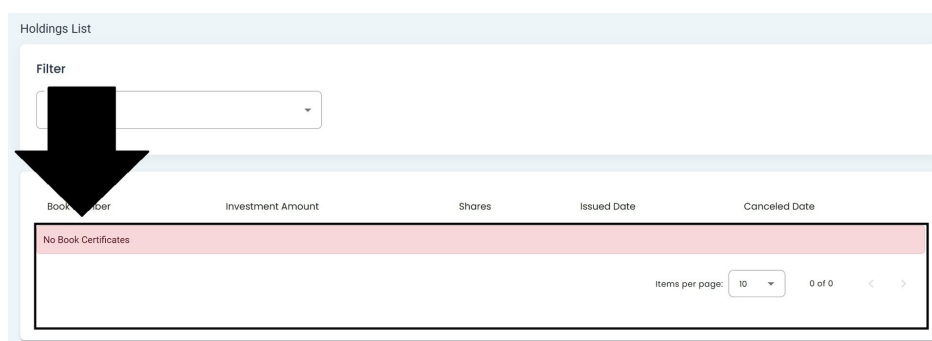 Holdings List
Filter
Investment Amount Shares Issued Date Canceled Date
No Book Certificates
Items per page: 10 0 of 0